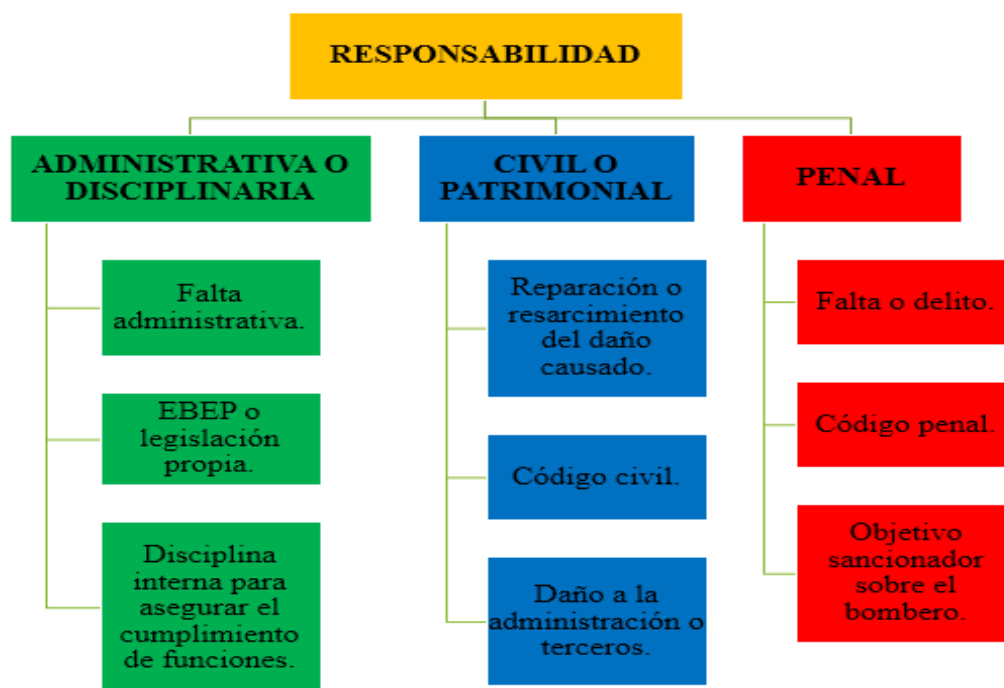 RESPONSABILIDAD
ADMINISTRATIVA O
DISCIPLINARIA
Falta
administrativa.
EBEP o
legislación
propia.
Disciplina
interna para
asegurar el
cumplimiento
de funciones.
CIVIL O
PATRIMONIAL
Reparación o
resarcimiento
del daño
causado.
Código civil.
Daño a la
administración o
terceros.
PENAL
Falta o delito.
Código penal.
Objetivo
sancionador
sobre el
bombero.